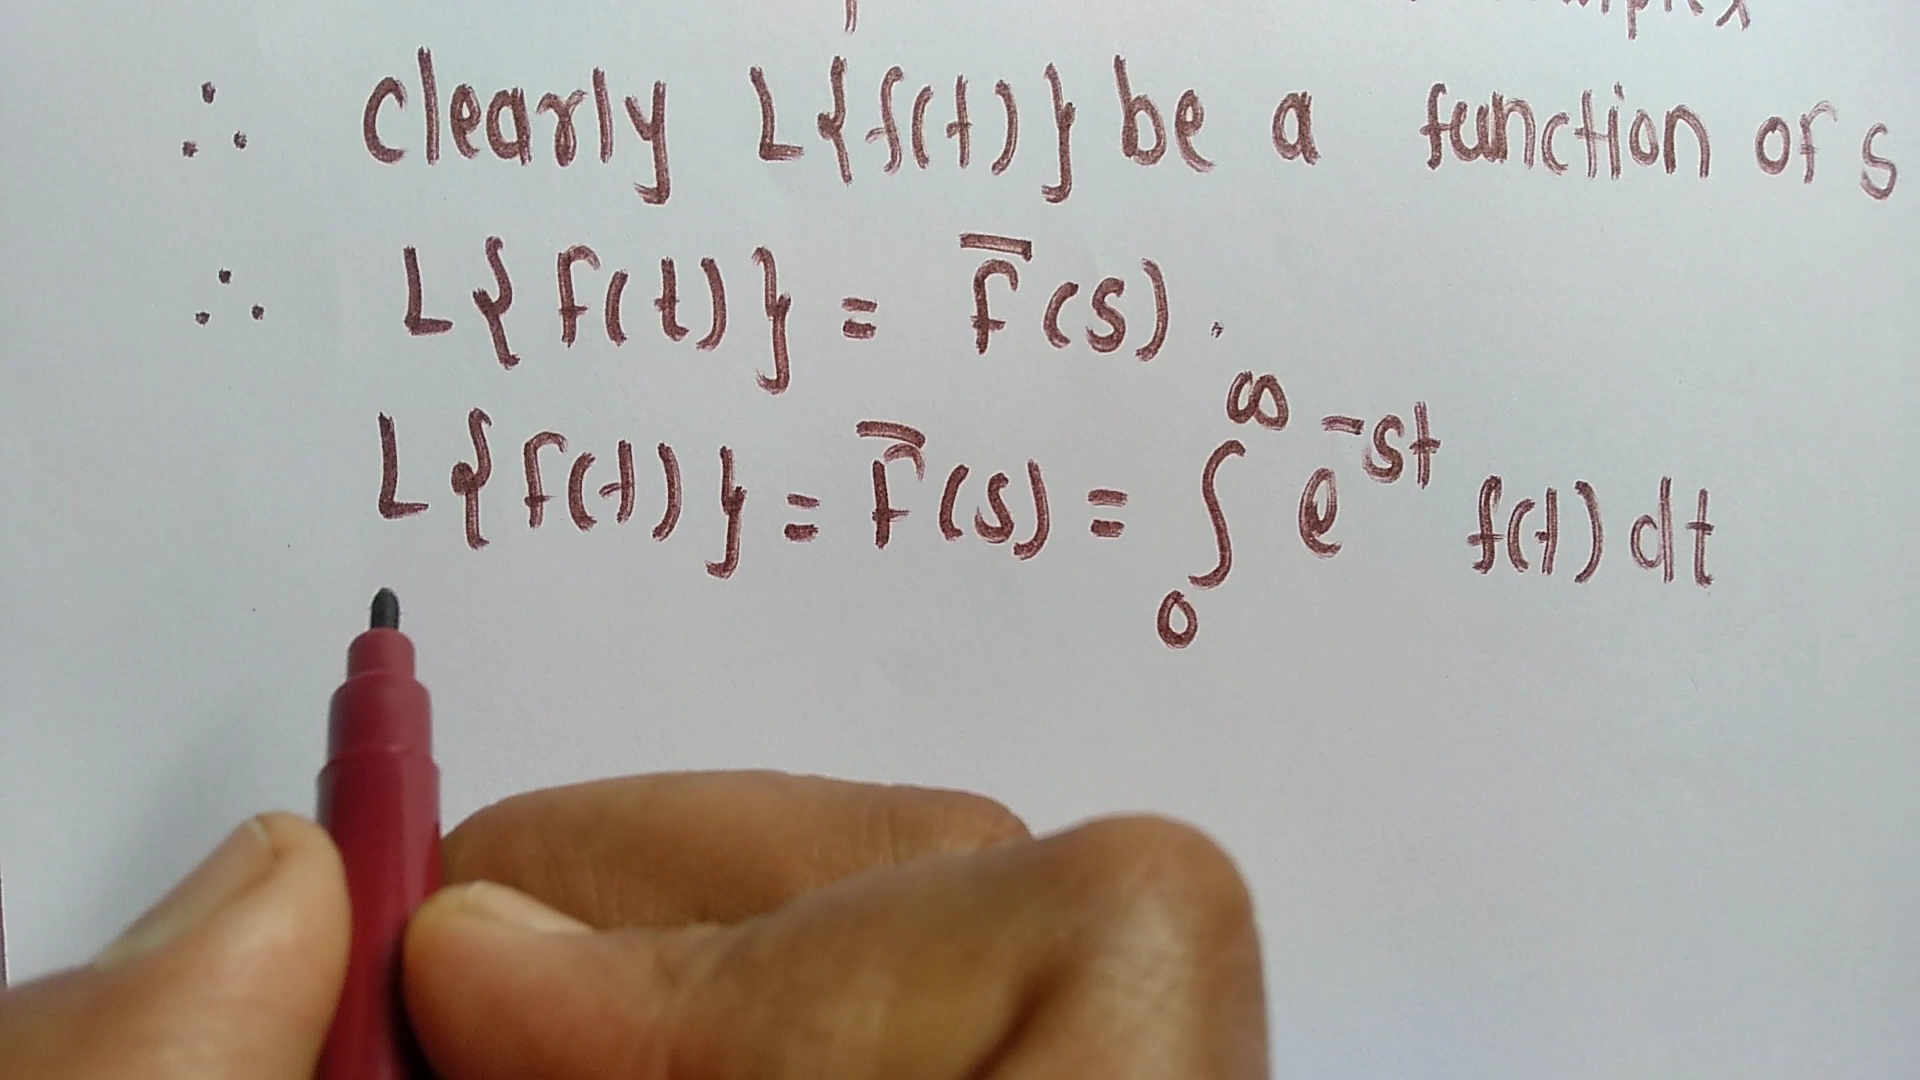 ∴ clearly L{f(t)} be a function of s
∴ L{f(t)} = f̅(s).
L{f(t)} = f̅(s) = ∫₀^∞ e^{-st} f(t) dt